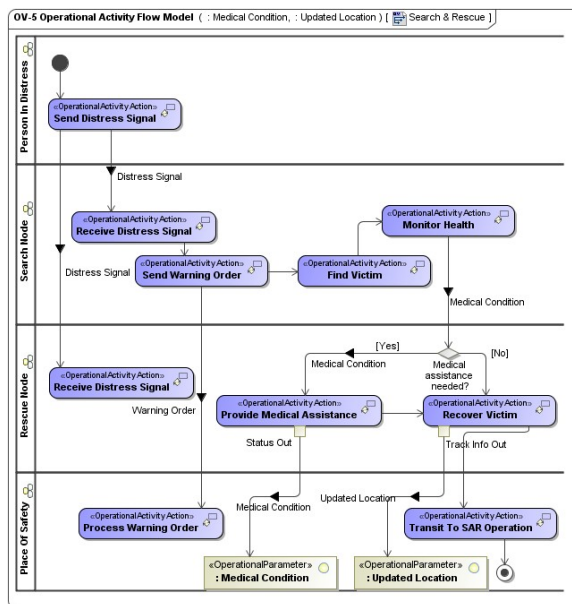 OV-5 Operational Activity Flow Model ( : Medical Condition, : Updated Location ) [ Search & Rescue ]
Person In Distress
«OperationalActivityAction»
Send Distress Signal
Distress Signal
Search Node
«OperationalActivityAction»
Receive Distress Signal
«OperationalActivityAction»
Monitor Health
Distress Signal
«OperationalActivityAction»
Send Warning Order
«OperationalActivityAction»
Find Victim
Medical Condition
Rescue Node
[Yes]
[No]
Medical Condition
Medical
assistance
needed?
«OperationalActivityAction»
Receive Distress Signal
Warning Order
«OperationalActivityAction»
Provide Medical Assistance
«OperationalActivityAction»
Recover Victim
Status Out
Track Info Out
Place Of Safety
Updated Location
Medical Condition
«OperationalActivityAction»
Process Warning Order
«OperationalActivityAction»
Transit To SAR Operation
«OperationalParameter»
: Medical Condition
«OperationalParameter»
: Updated Location